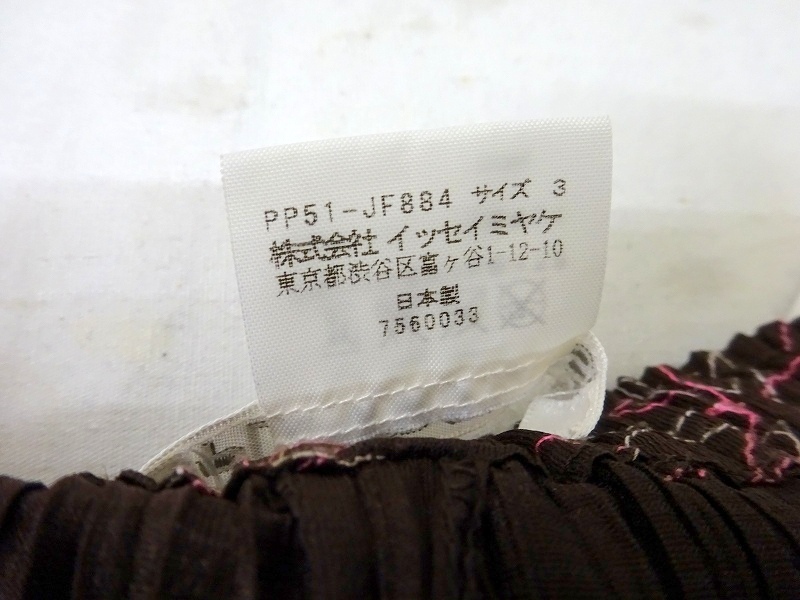 PP51-JF884 サイズ 3
株式会社 イッセイミヤケ
東京都渋谷区富ヶ谷1-12-10
日本製
7560033